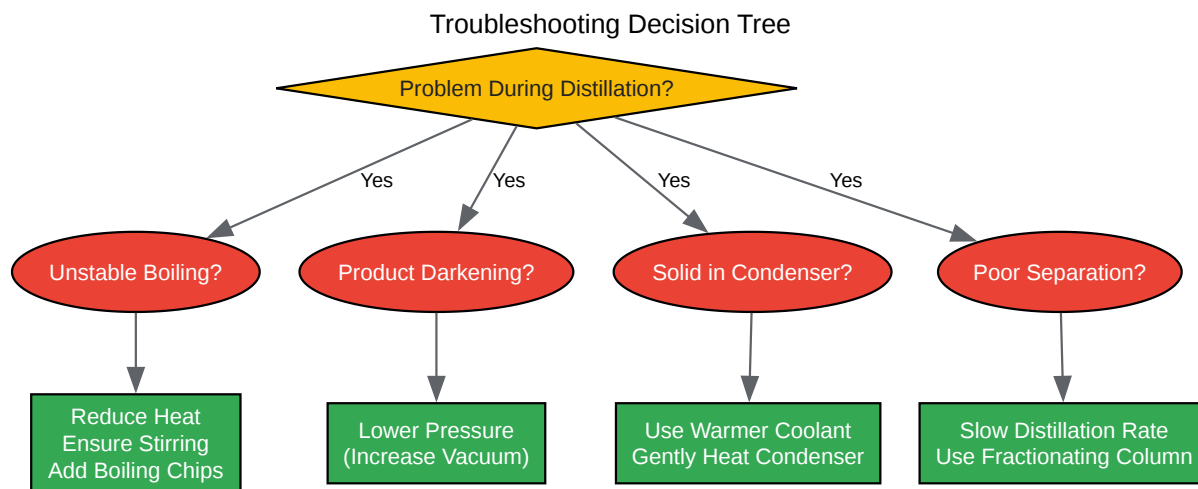 Troubleshooting Decision Tree
Problem During Distillation?
Yes
Yes
Yes
Yes
Unstable Boiling?
Product Darkening?
Solid in Condenser?
Poor Separation?
Reduce Heat
Ensure Stirring
Add Boiling Chips
Lower Pressure
(Increase Vacuum)
Use Warmer Coolant
Gently Heat Condenser
Slow Distillation Rate
Use Fractionating Column